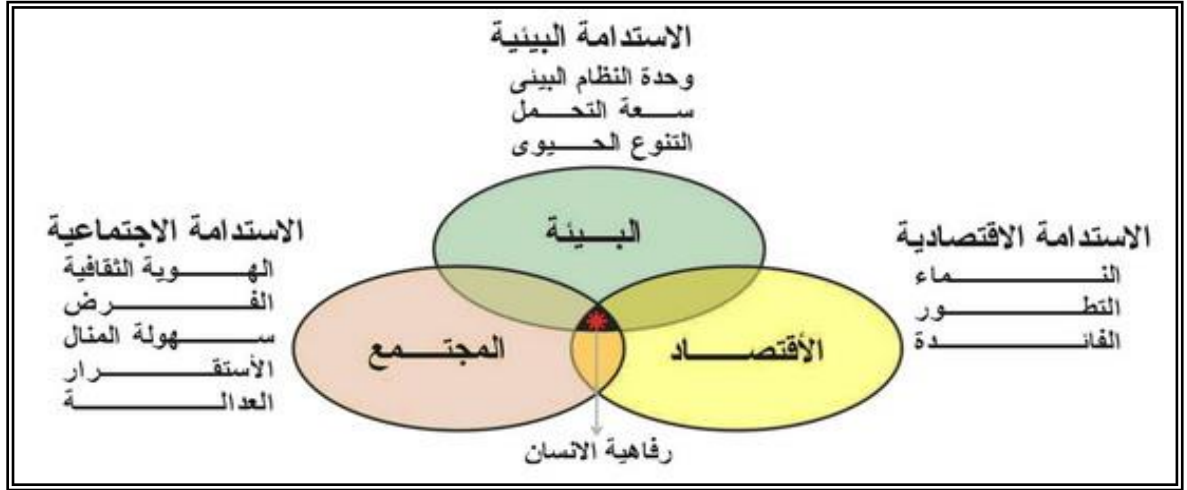 الاستدامة البيئية
وحدة النظام البيئى
سعة التحمل
التنوع الحيوى
البيئة
الاستدامة الاجتماعية
الهوية الثقافية
الفرض
سهولة المنال
الأستقرار
العدالة
الاستدامة الاقتصادية
النماء
التطور
الفائدة
المجتمع
الأقتصاد
رفاهية الانسان